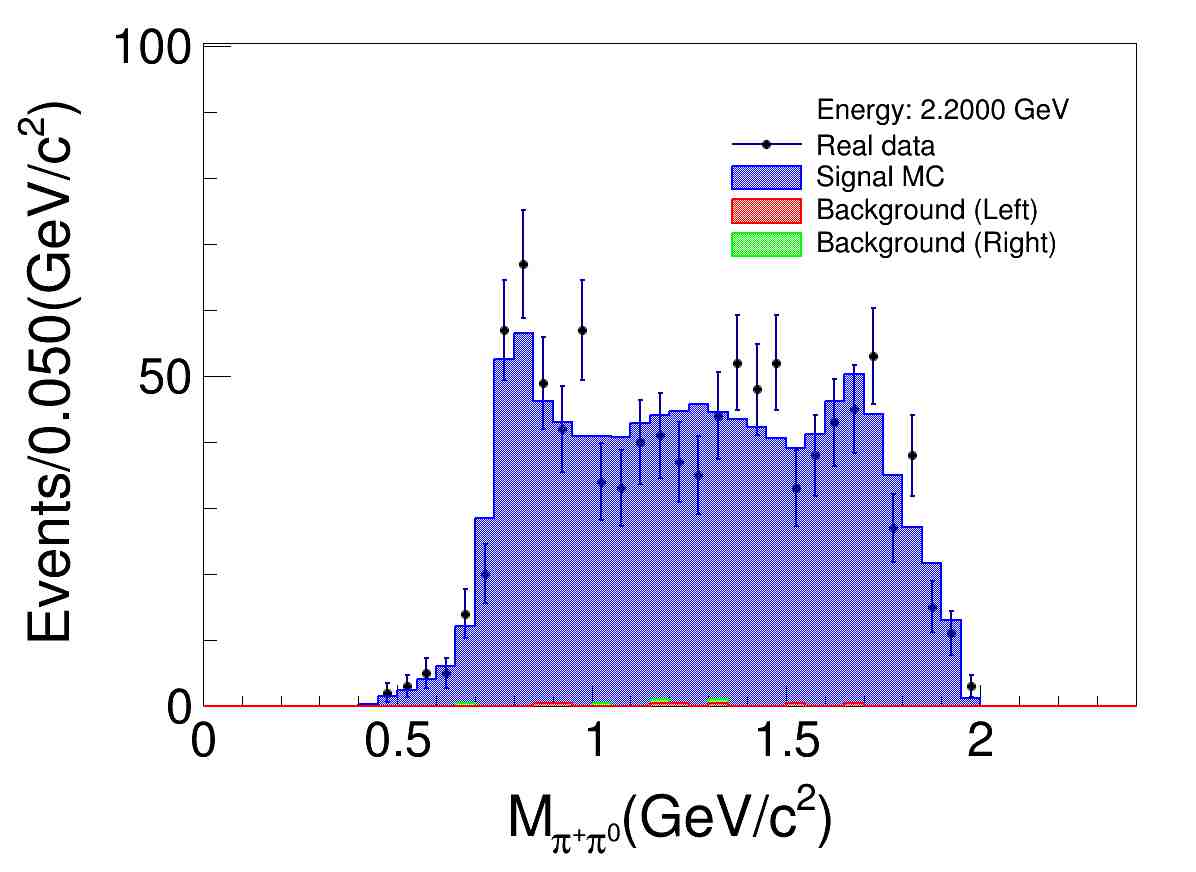 100
50
0
Events/0.050(GeV/c²)
Energy: 2.2000 GeV
Real data
Signal MC
Background (Left)
Background (Right)
0 0.5 1 1.5 2
Mπ⁺π⁰(GeV/c²)